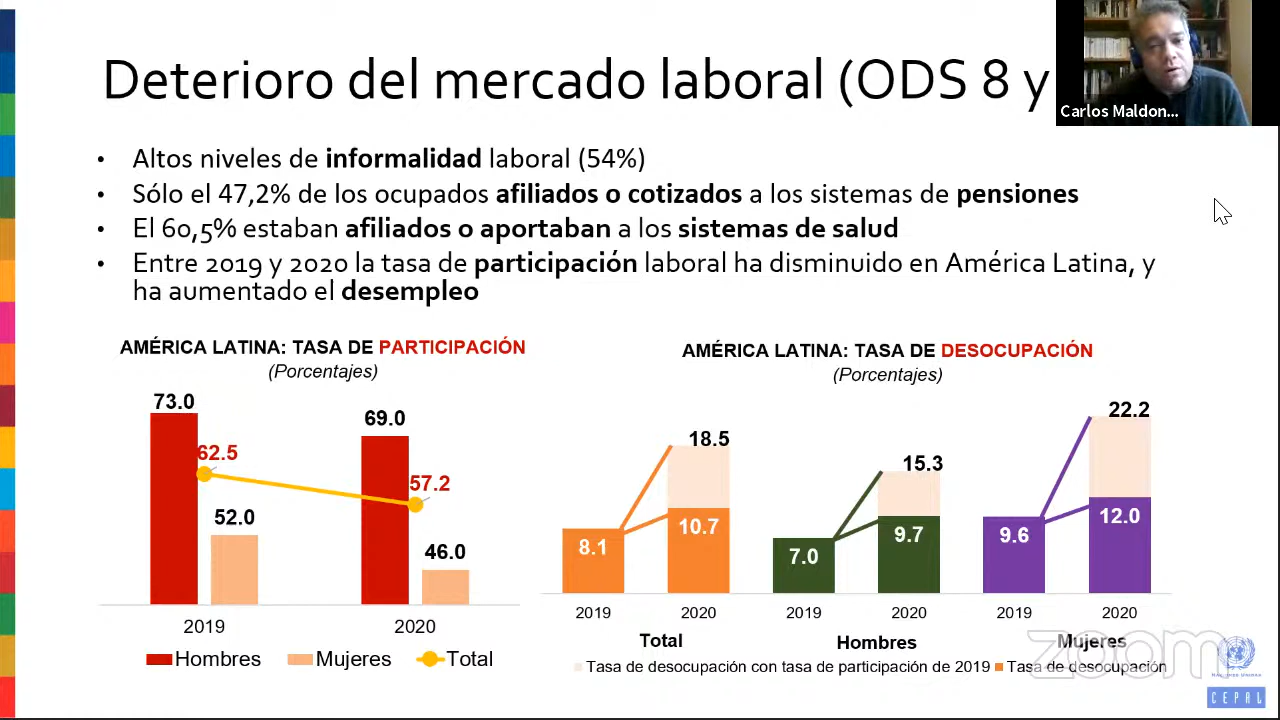 Deterioro del mercado laboral (ODS 8 y
Carlos Maldon...
• Altos niveles de informalidad laboral (54%)
• Sólo el 47,2% de los ocupados afiliados o cotizados a los sistemas de pensiones
• El 60,5% estaban afiliados o aportaban a los sistemas de salud
• Entre 2019 y 2020 la tasa de participación laboral ha disminuido en América Latina, y
ha aumentado el desempleo
AMÉRICA LATINA: TASA DE PARTICIPACIÓN
(Porcentajes)
73.0
69.0
62.5
57.2
52.0
46.0
2019 2020
Hombres Mujeres Total
AMÉRICA LATINA: TASA DE DESOCUPACIÓN
(Porcentajes)
22.2
18.5
15.3
8.1 10.7 7.0 9.7 9.6 12.0
2019 2020 2019 2020 2019 2020
Total Hombres Mujeres
Tasa de desocupación con tasa de participación de 2019 Tasa de desocupación
zoom
NACIONES UNIDAS
CEPAL